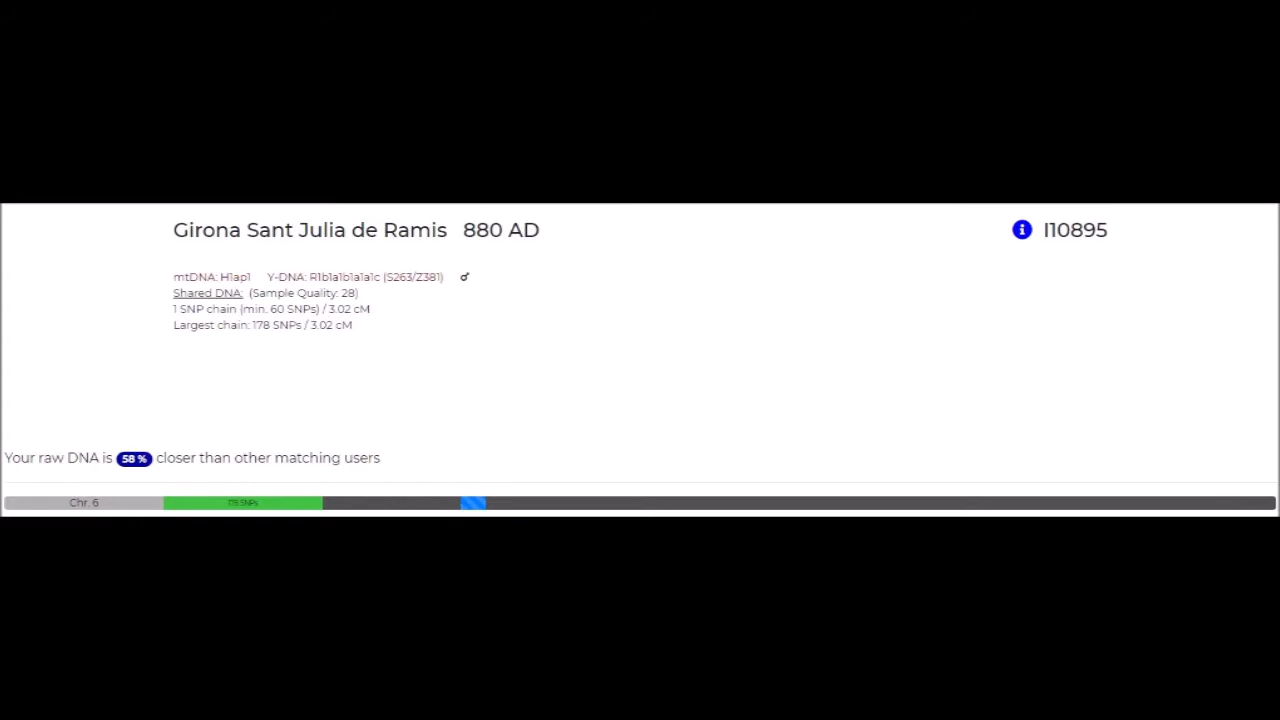 Girona Sant Julia de Ramis 880 AD
I10895
mtDNA: H1ap1 Y-DNA: R1b1a1b1a1a1c (S263/Z381) ♂
Shared DNA: (Sample Quality: 28)
1 SNP chain (min. 60 SNPs) / 3.02 cM
Largest chain: 178 SNPs / 3.02 cM
Your raw DNA is 58 % closer than other matching users
Chr. 6 178 SNPs